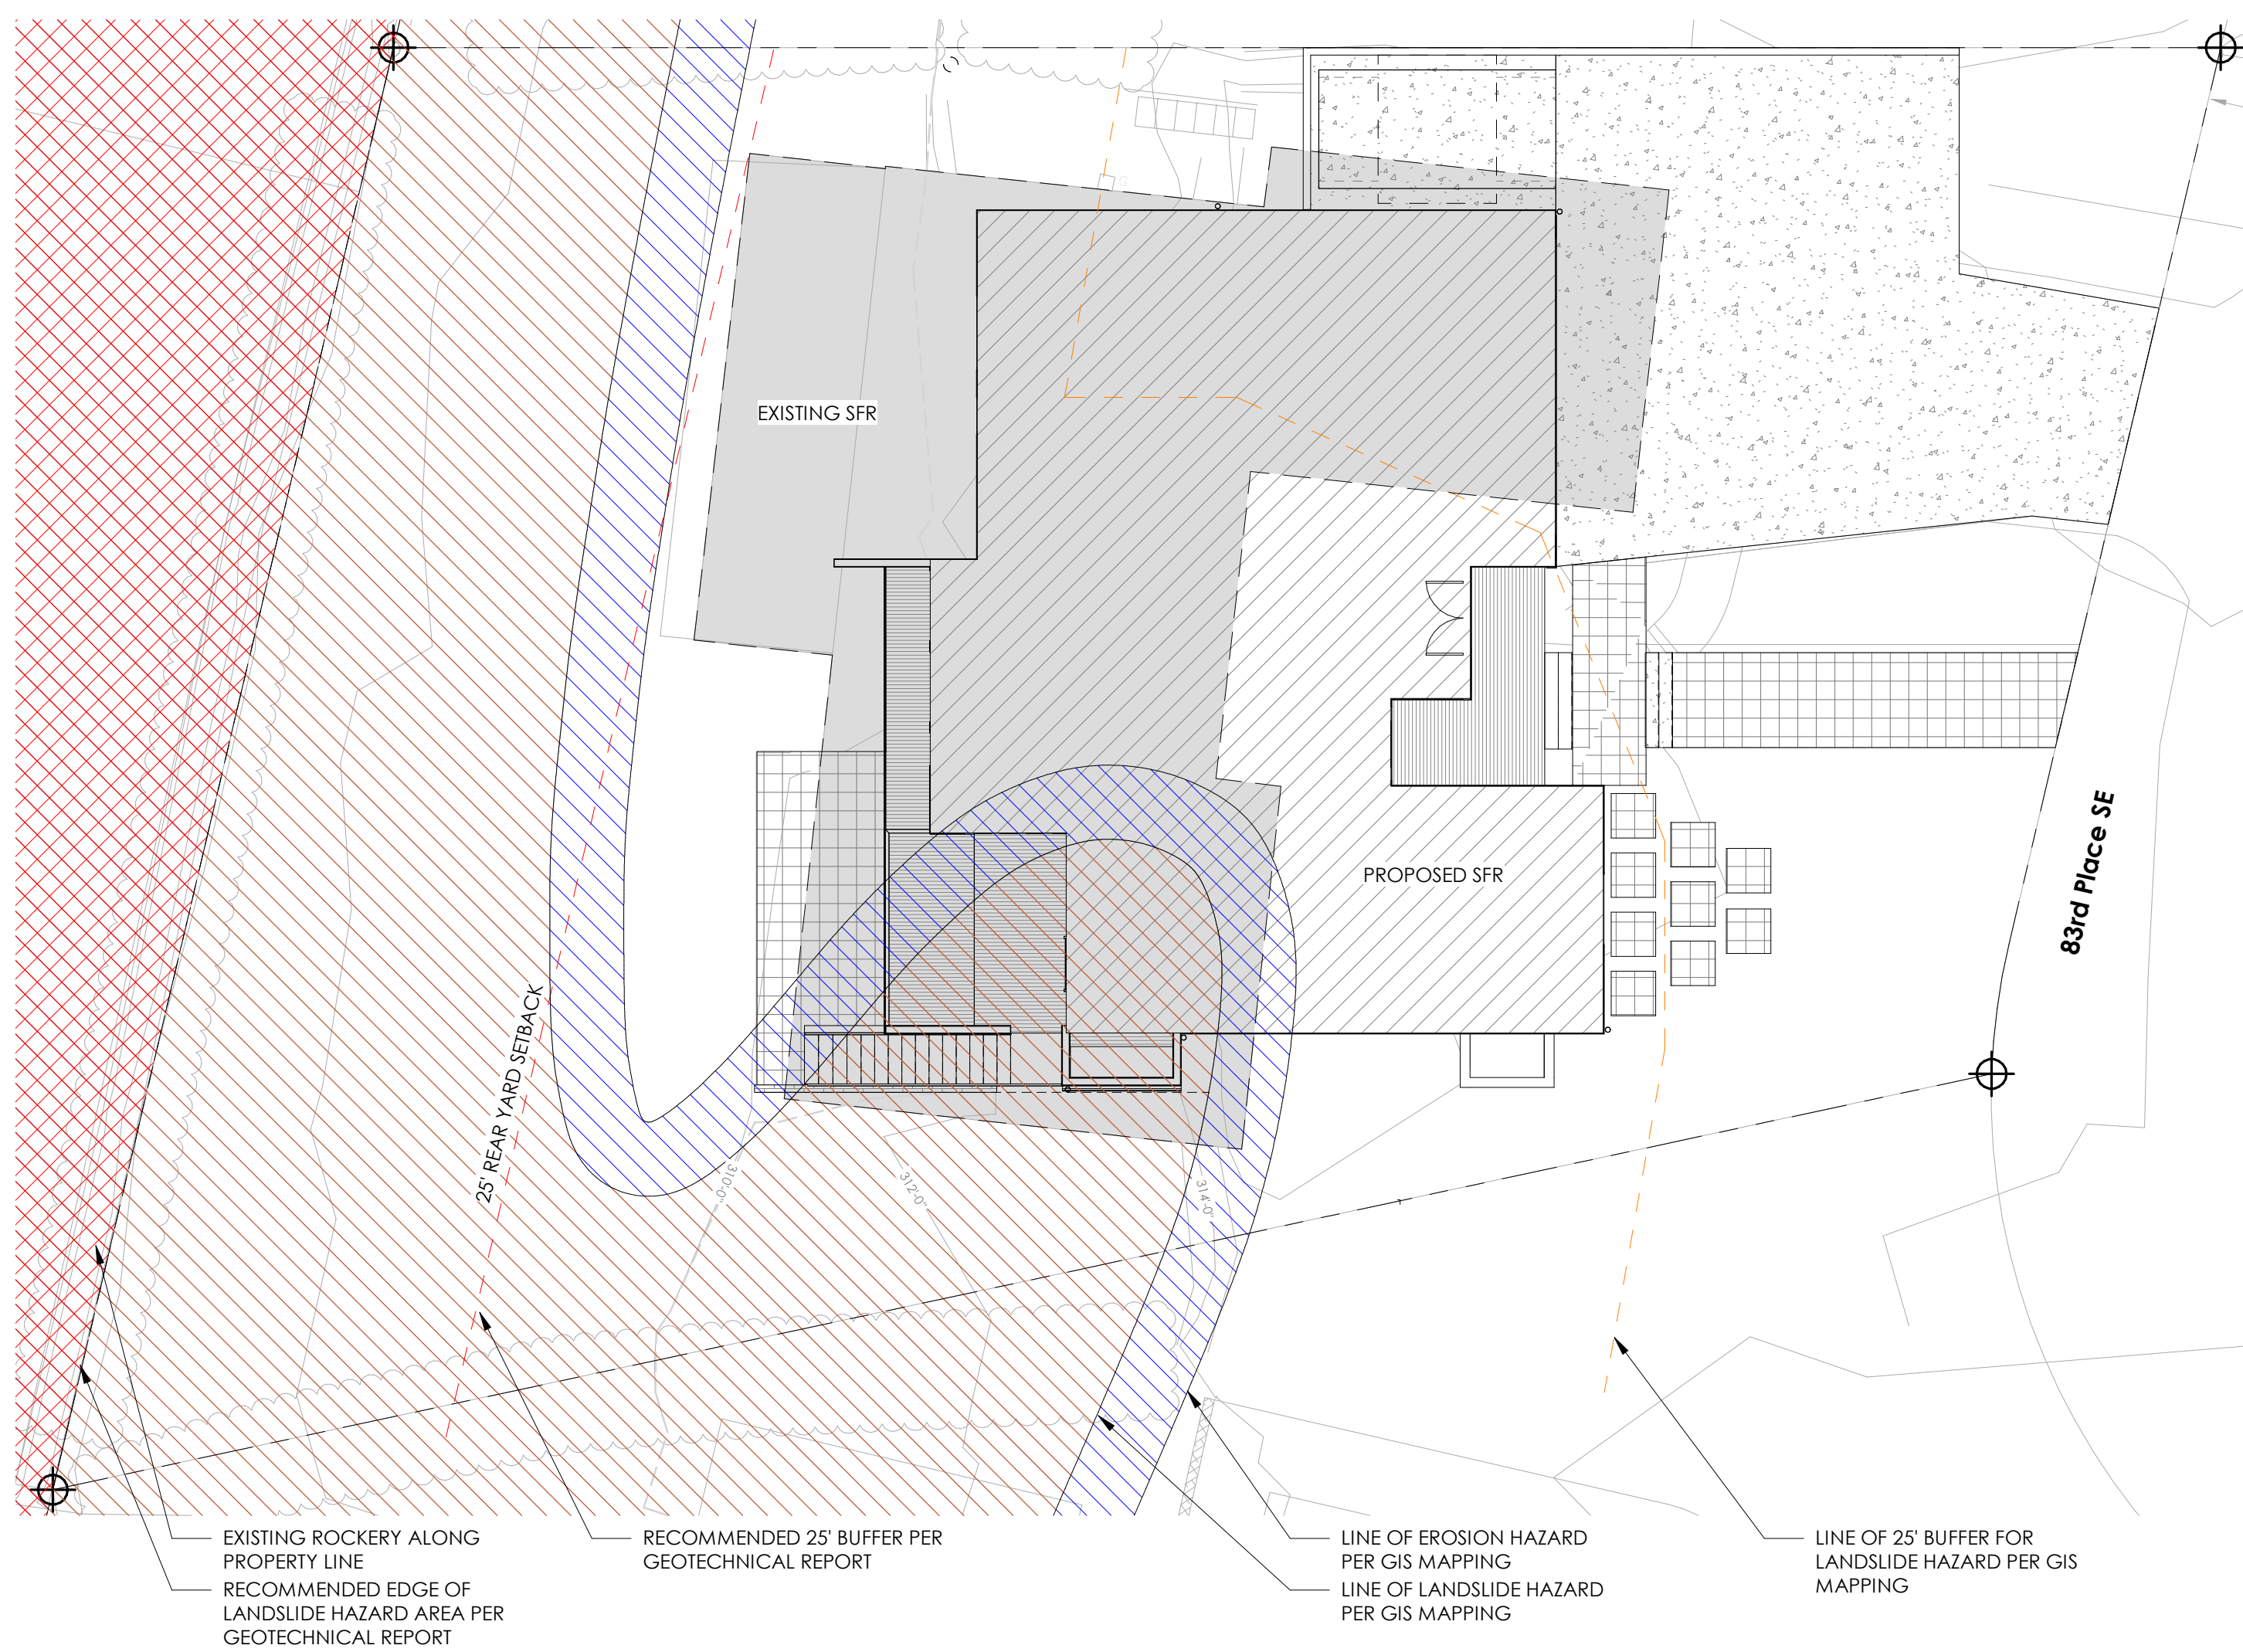 EXISTING SFR
PROPOSED SFR
83rd Place SE
25' REAR YARD SETBACK
310'-0"
312'-0"
314'-0"
EXISTING ROCKERY ALONG
PROPERTY LINE
RECOMMENDED EDGE OF
LANDSLIDE HAZARD AREA PER
GEOTECHNICAL REPORT
RECOMMENDED 25' BUFFER PER
GEOTECHNICAL REPORT
LINE OF EROSION HAZARD
PER GIS MAPPING
LINE OF LANDSLIDE HAZARD
PER GIS MAPPING
LINE OF 25' BUFFER FOR
LANDSLIDE HAZARD PER GIS
MAPPING